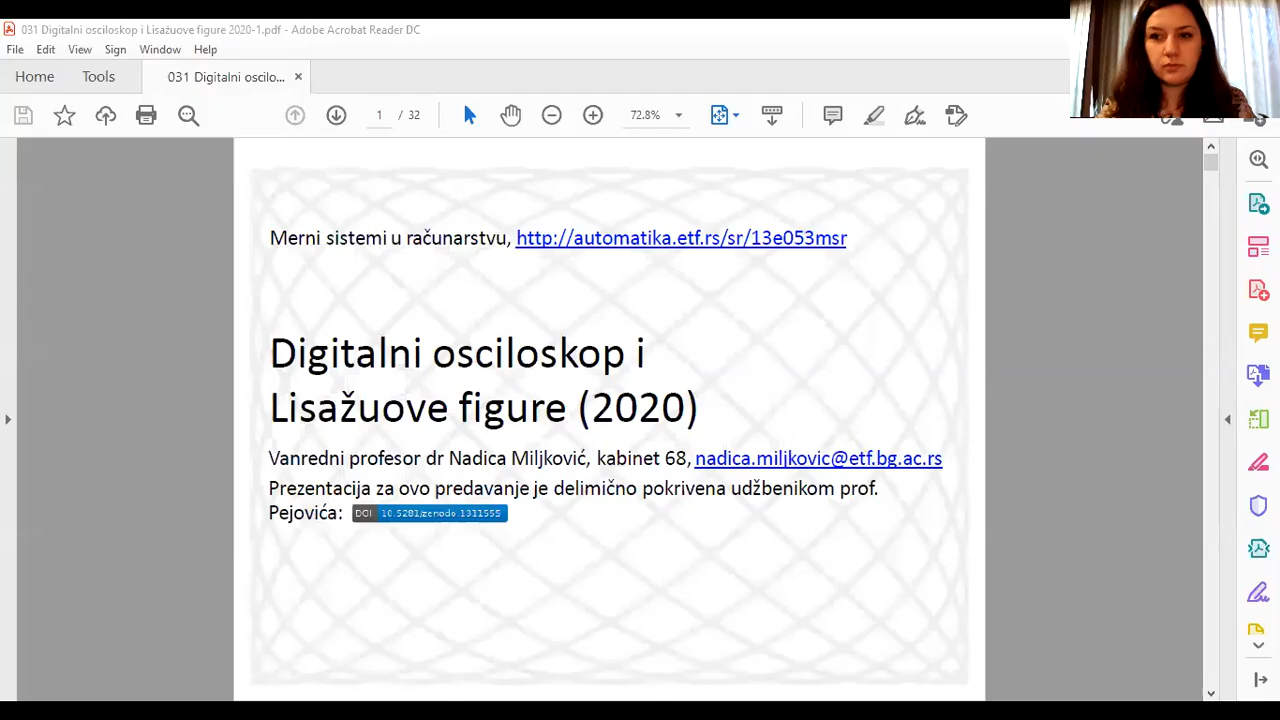 031 Digitalni osciloskop i Lisažuove figure 2020-1.pdf - Adobe Acrobat Reader DC
File Edit View Sign Window Help
Home Tools 031 Digitalni oscilo... ×
1 / 32 72.8%
Merni sistemi u računarstvu, http://automatika.etf.rs/sr/13e053msr
Digitalni osciloskop i
Lisažuove figure (2020)
Vanredni profesor dr Nadica Miljković, kabinet 68, nadica.miljkovic@etf.bg.ac.rs
Prezentacija za ovo predavanje je delimično pokrivena udžbenikom prof.
Pejovića: DOI 10.5281/zenodo.1311555